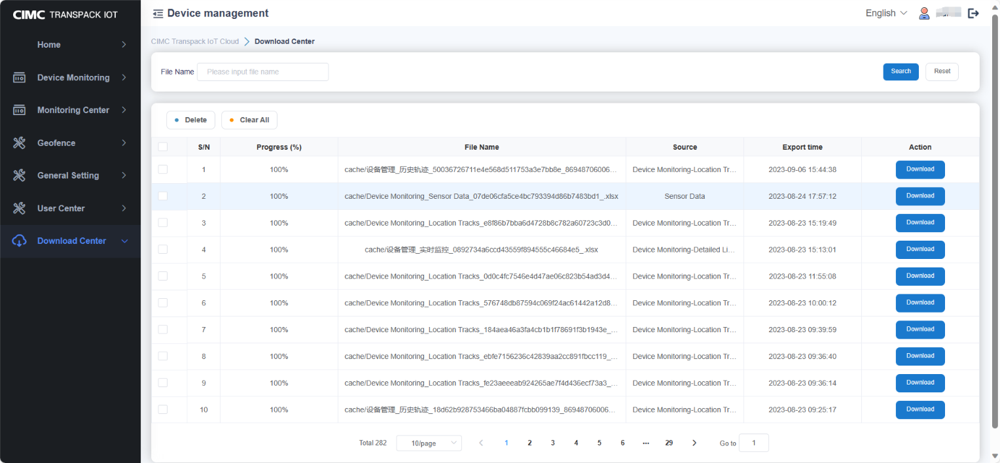 CIMC TRANSPACK IOT
Device management
English
Home
Device Monitoring
Monitoring Center
Geofence
General Setting
User Center
Download Center
CIMC Transpack IoT Cloud > Download Center
File Name Please input file name Search Reset
Delete Clear All
S/N Progress (%) File Name Source Export time Action
1 100% cache/设备管理_历史轨迹_50036726711e4e568d511753a3e7bb8e_86948706006... Device Monitoring-Location Tr... 2023-09-06 15:44:38 Download
2 100% cache/Device Monitoring_Sensor Data_07de06cfa5ce4bc793394d86b7483bd1_.xlsx Sensor Data 2023-08-24 17:57:12 Download
3 100% cache/Device Monitoring_Location Tracks_e8f86b7bba6d4728b8c782a60723c3d0... Device Monitoring-Location Tr... 2023-08-23 15:19:49 Download
4 100% cache/设备管理_实时监控_0892734a6ccd43559f894555c46684e5_.xlsx Device Monitoring-Detailed Li... 2023-08-23 15:13:01 Download
5 100% cache/Device Monitoring_Location Tracks_0d0c4fc7546e4d47ae06c823b54ad3d4... Device Monitoring-Location Tr... 2023-08-23 11:55:08 Download
6 100% cache/Device Monitoring_Location Tracks_576748db87594c069f24ac61442a12d8... Device Monitoring-Location Tr... 2023-08-23 10:00:12 Download
7 100% cache/Device Monitoring_Location Tracks_184aea46a3fa4cb1b1f78691f3b1943e_... Device Monitoring-Location Tr... 2023-08-23 09:39:59 Download
8 100% cache/Device Monitoring_Location Tracks_ebfe7156236c42839aa2cc891fbcc119_... Device Monitoring-Location Tr... 2023-08-23 09:36:40 Download
9 100% cache/Device Monitoring_Location Tracks_fe23aeeeab924265ae7f4d436ecf73a3_... Device Monitoring-Location Tr... 2023-08-23 09:36:14 Download
10 100% cache/设备管理_历史轨迹_18d62b928753466ba04887fcbb099139_86948706006... Device Monitoring-Location Tr... 2023-08-23 09:25:17 Download
Total 282 10/page < 1 2 3 4 5 6 ... 29 > Go to 1